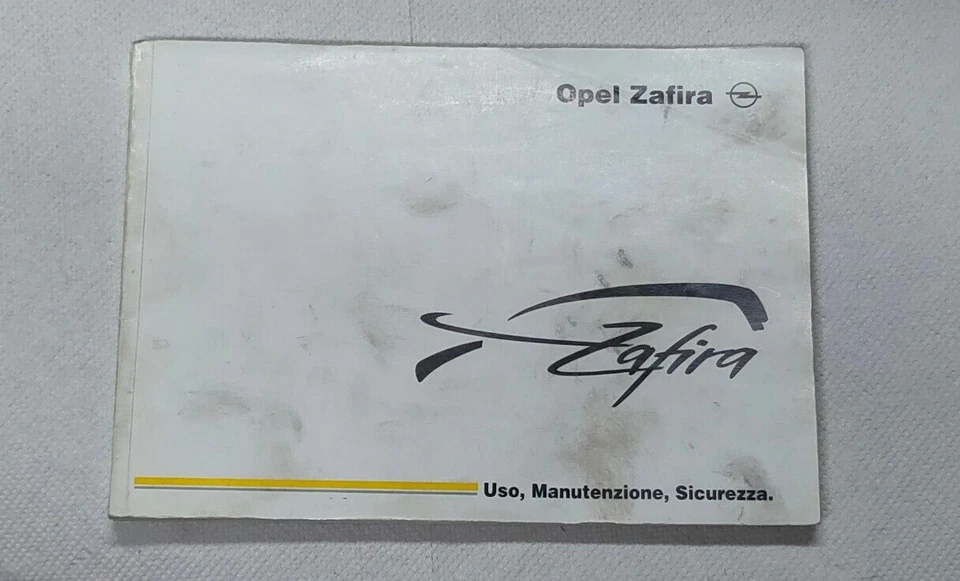 Opel Zafira
Zafira
Uso, Manutenzione, Sicurezza.